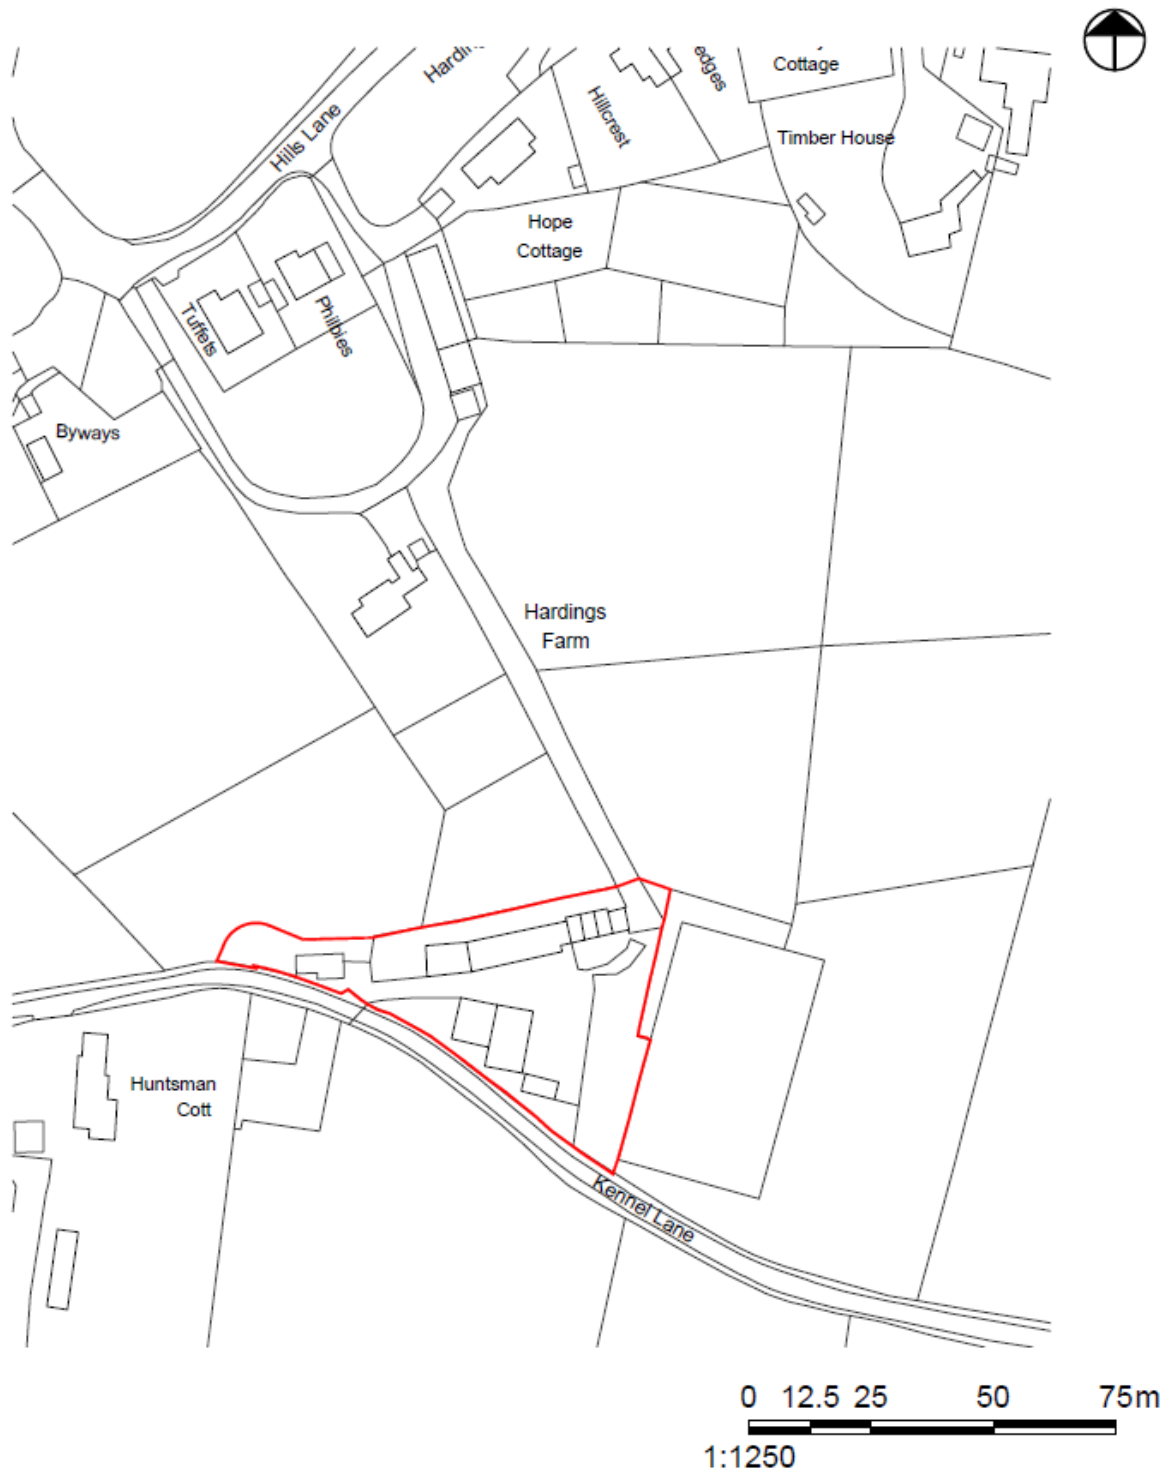 Cottage
Hills Lane
Hillcrest
Timber House
Hope
Cottage
Tuffets
Philbies
Byways
Hardings
Farm
Huntsman
Cott
Kennel Lane
0 12.5 25 50 75m
1:1250